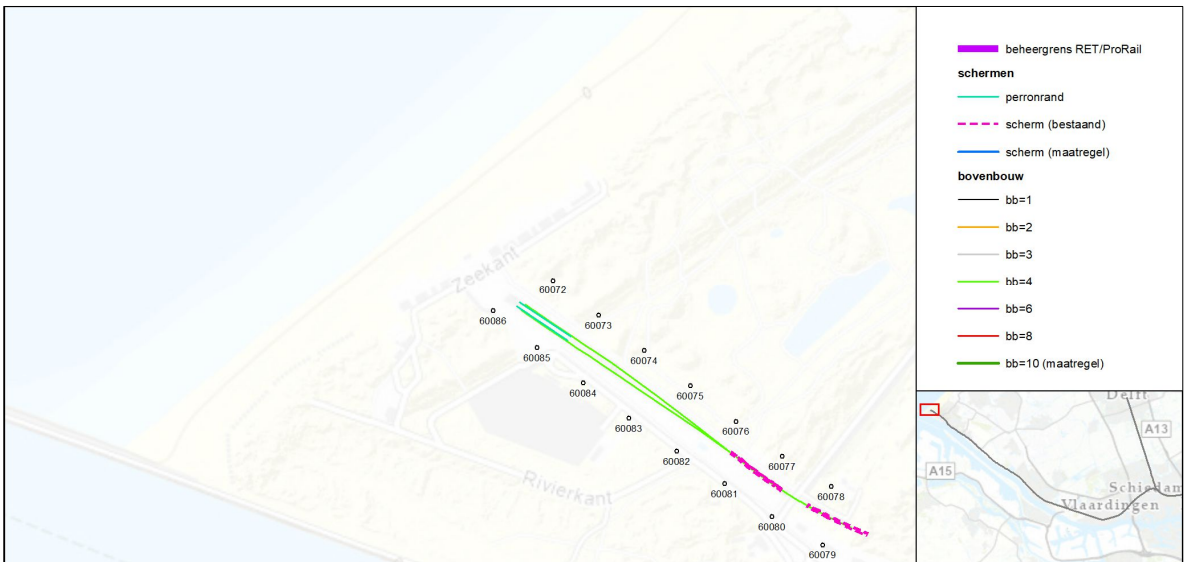 0
Zeekant
60072
60086
60073
60085
60074
60084
60075
60083
60076
60082
60077
Rivierkant
60081
60078
60080
60079
beheergrens RET/ProRail
schermen
perronrand
scherm (bestaand)
scherm (maatregel)
bovenbouw
bb=1
bb=2
bb=3
bb=4
bb=6
bb=8
bb=10 (maatregel)
Delft
A13
A15
Schiedam
Vlaardingen